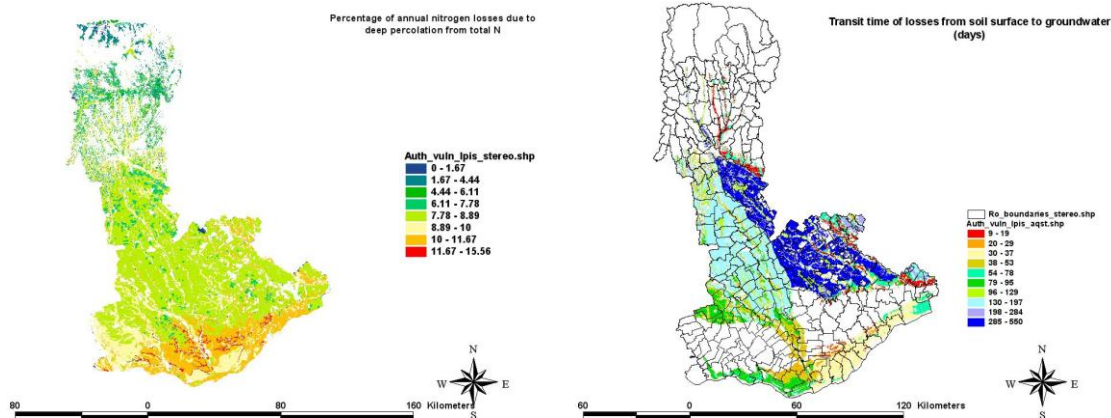 Percentage of annual nitrogen losses due to
deep percolation from total N
Auth_vuln_lpis_stereo.shp
0 - 1.67
1.67 - 4.44
4.44 - 6.11
6.11 - 7.78
7.78 - 8.89
8.89 - 10
10 - 11.67
11.67 - 15.56
N
W E
S
80 0 80 160 Kilometers
Transit time of losses from soil surface to groundwater
(days)
Ro_boundaries_stereo.shp
Auth_vuln_lpis_aqst.shp
9 - 19
20 - 29
30 - 37
38 - 53
54 - 78
79 - 95
96 - 129
130 - 197
198 - 284
285 - 550
N
W E
S
60 0 60 120 Kilometers